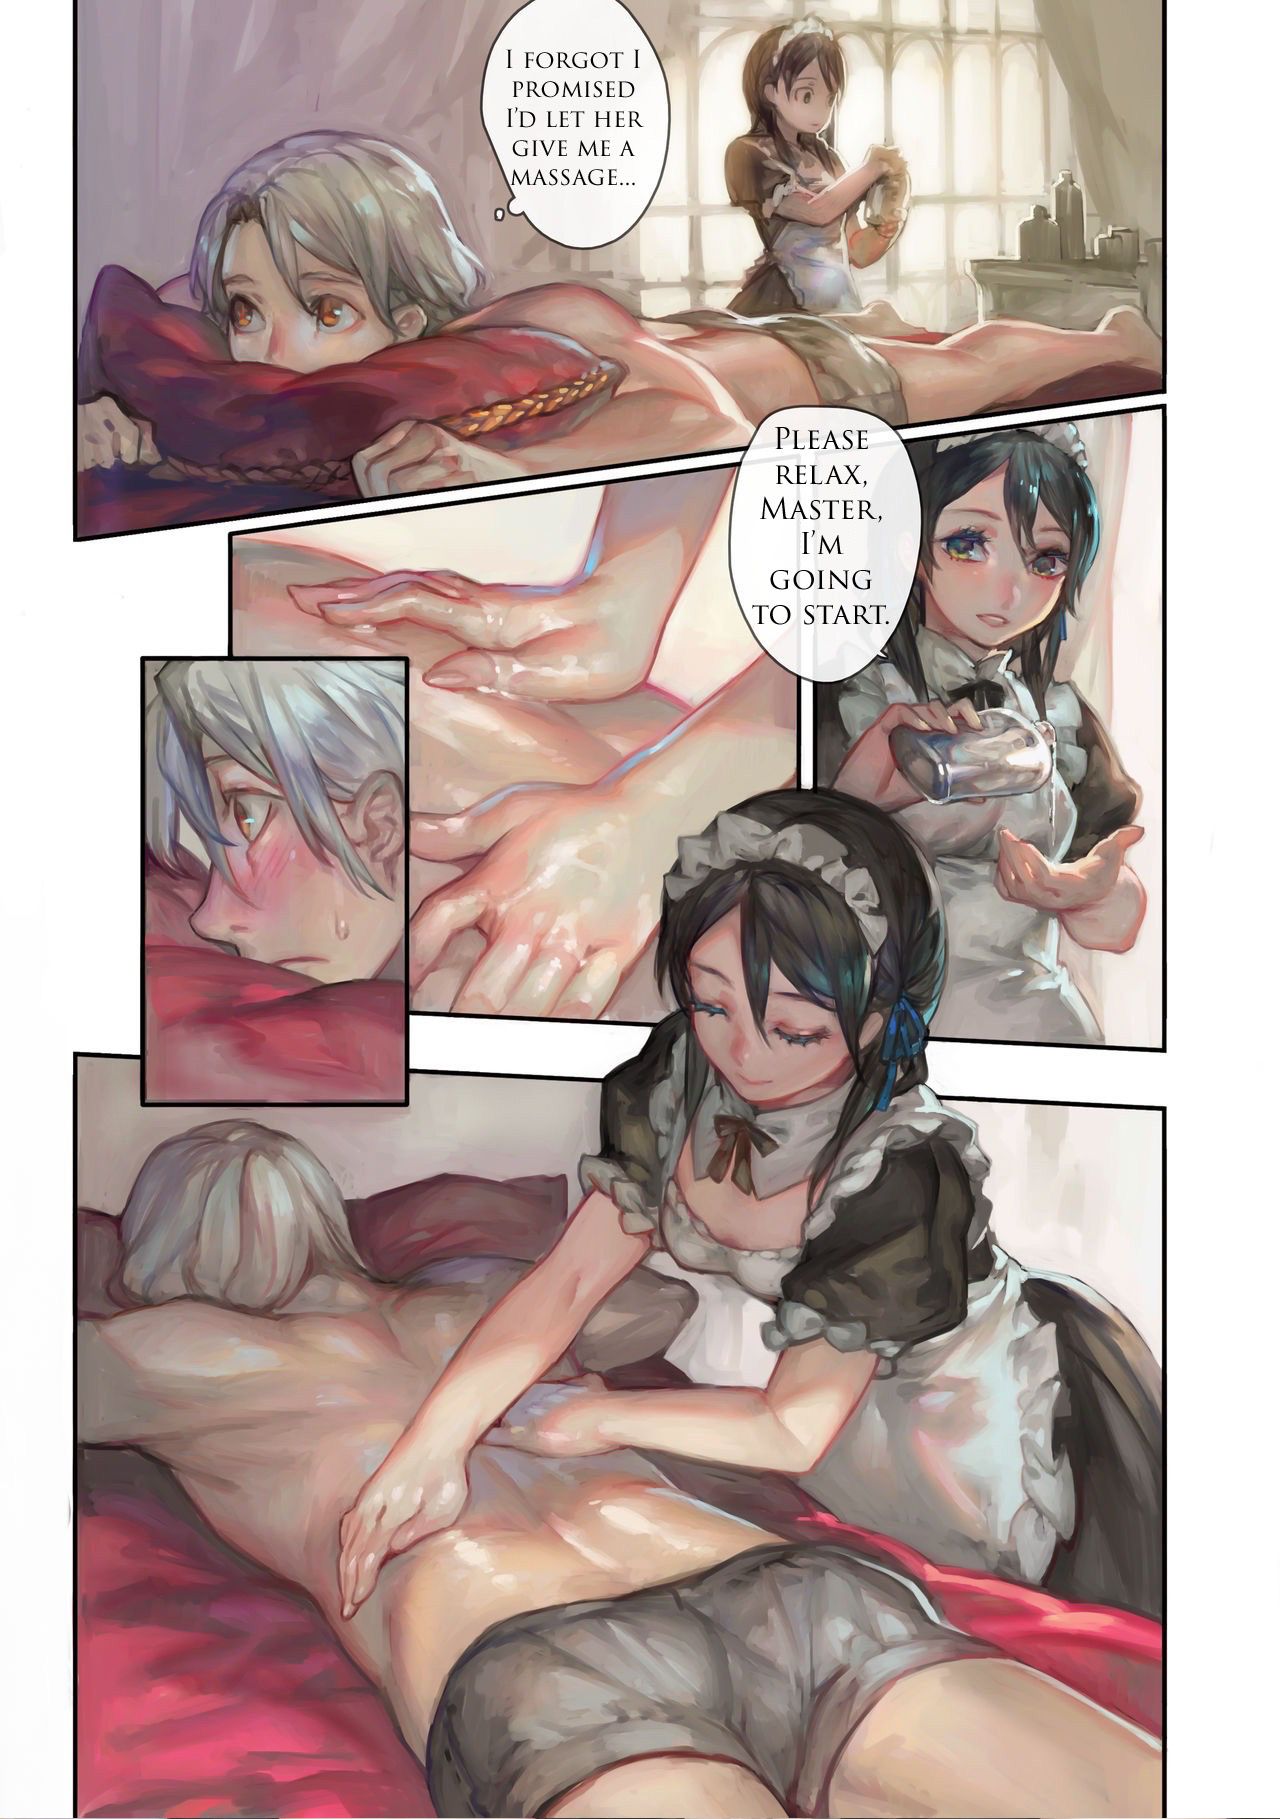 I FORGOT I
PROMISED
I'D LET HER
GIVE ME A
MASSAGE...
PLEASE
RELAX,
MASTER,
I'M
GOING
TO START.